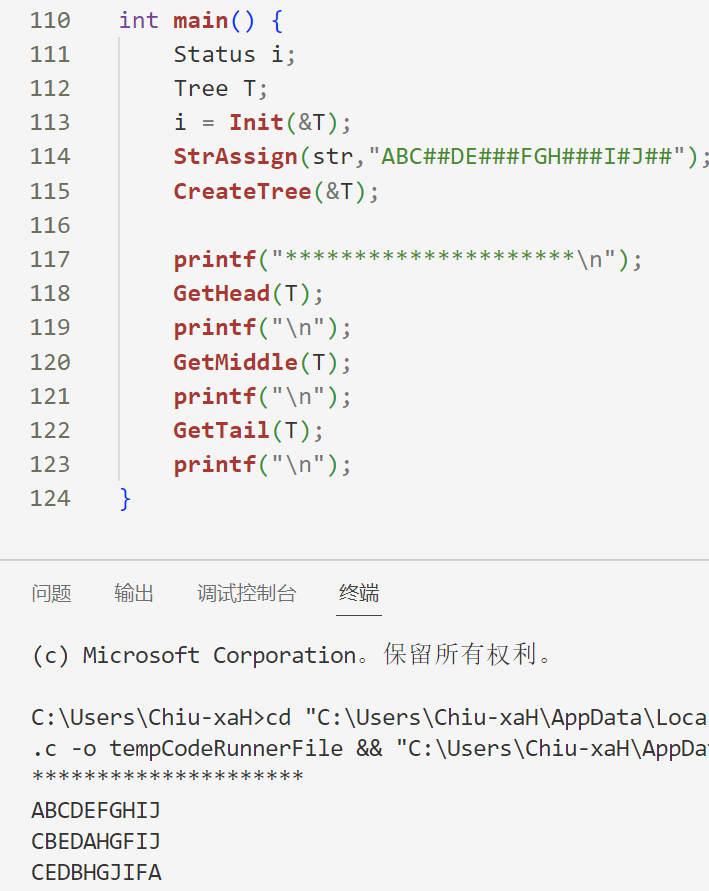 110 int main() {
111 Status i;
112 Tree T;
113 i = Init(&T);
114 StrAssign(str,"ABC##DE###FGH###I#J##");
115 CreateTree(&T);
116
117 printf("*********************\n");
118 GetHead(T);
119 printf("\n");
120 GetMiddle(T);
121 printf("\n");
122 GetTail(T);
123 printf("\n");
124 }
问题 输出 调试控制台 终端
(c) Microsoft Corporation。保留所有权利。
C:\Users\Chiu-xaH>cd "C:\Users\Chiu-xaH\AppData\Loca
.c -o tempCodeRunnerFile && "C:\Users\Chiu-xaH\AppDa
*********************
ABCDEFGHIJ
CBEDAHGFIJ
CEDBHGJIFA